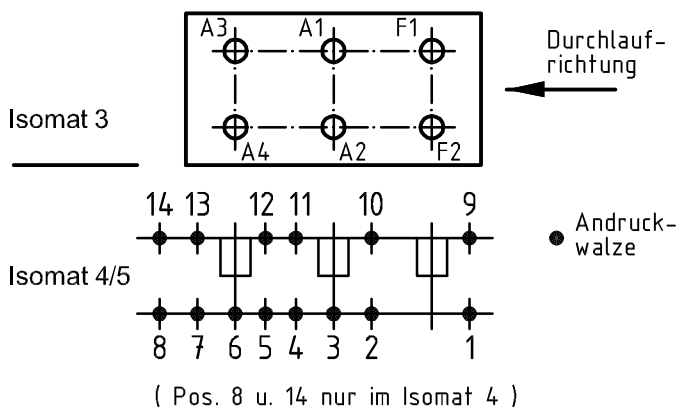 A3 A1 F1
Durchlauf-
richtung
Isomat 3
A4 A2 F2
14 13 12 11 10 9
Andruck-
walze
Isomat 4/5
8 7 6 5 4 3 2 1
( Pos. 8 u. 14 nur im Isomat 4 )